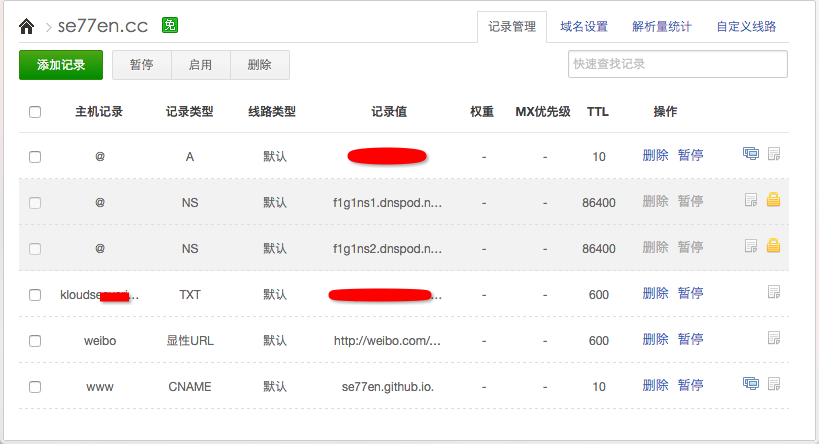 se77en.cc 免 记录管理 域名设置 解析量统计 自定义线路
添加记录 暂停 启用 删除 快速查找记录
主机记录 记录类型 线路类型 记录值 权重 MX优先级 TTL 操作
@ A 默认 - - 10 删除 暂停
@ NS 默认 f1g1ns1.dnspod.n... - - 86400 删除 暂停
@ NS 默认 f1g1ns2.dnspod.n... - - 86400 删除 暂停
TXT 默认 - - 600 删除 暂停
weibo 显性URL 默认 http://weibo.com/... - - 600 删除 暂停
www CNAME 默认 se77en.github.io. - - 10 删除 暂停